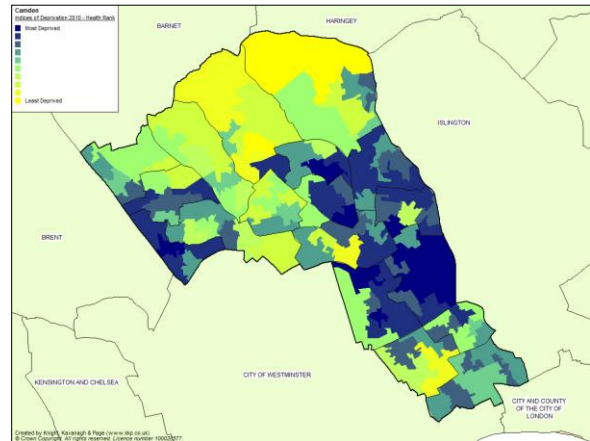 Camden
Indices of Deprivation 2010 - Health Rank
Most Deprived
Least Deprived
BARNET
HARINGEY
ISLINGTON
BRENT
CITY OF WESTMINSTER
KENSINGTON AND CHELSEA
CITY AND COUNTY
OF THE CITY OF
LONDON
Created by Knight, Kavanagh & Page (www.kkp.co.uk)
© Crown Copyright. All rights reserved. Licence number 100020577